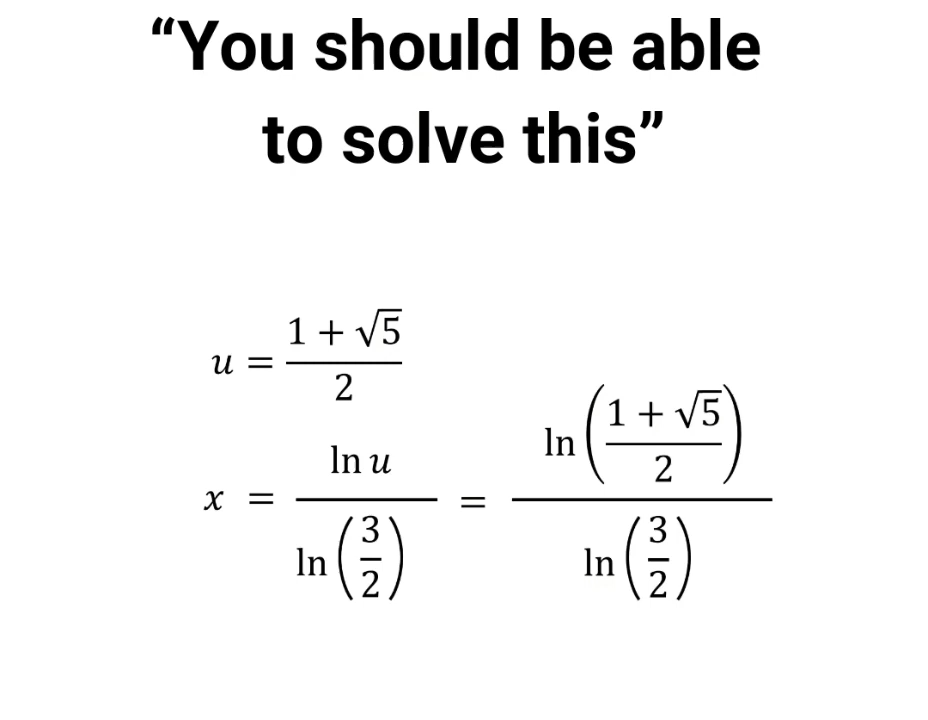 “You should be able
to solve this”
u = (1 + √5)/2
x = ln u / ln(3/2) = ln((1 + √5)/2) / ln(3/2)